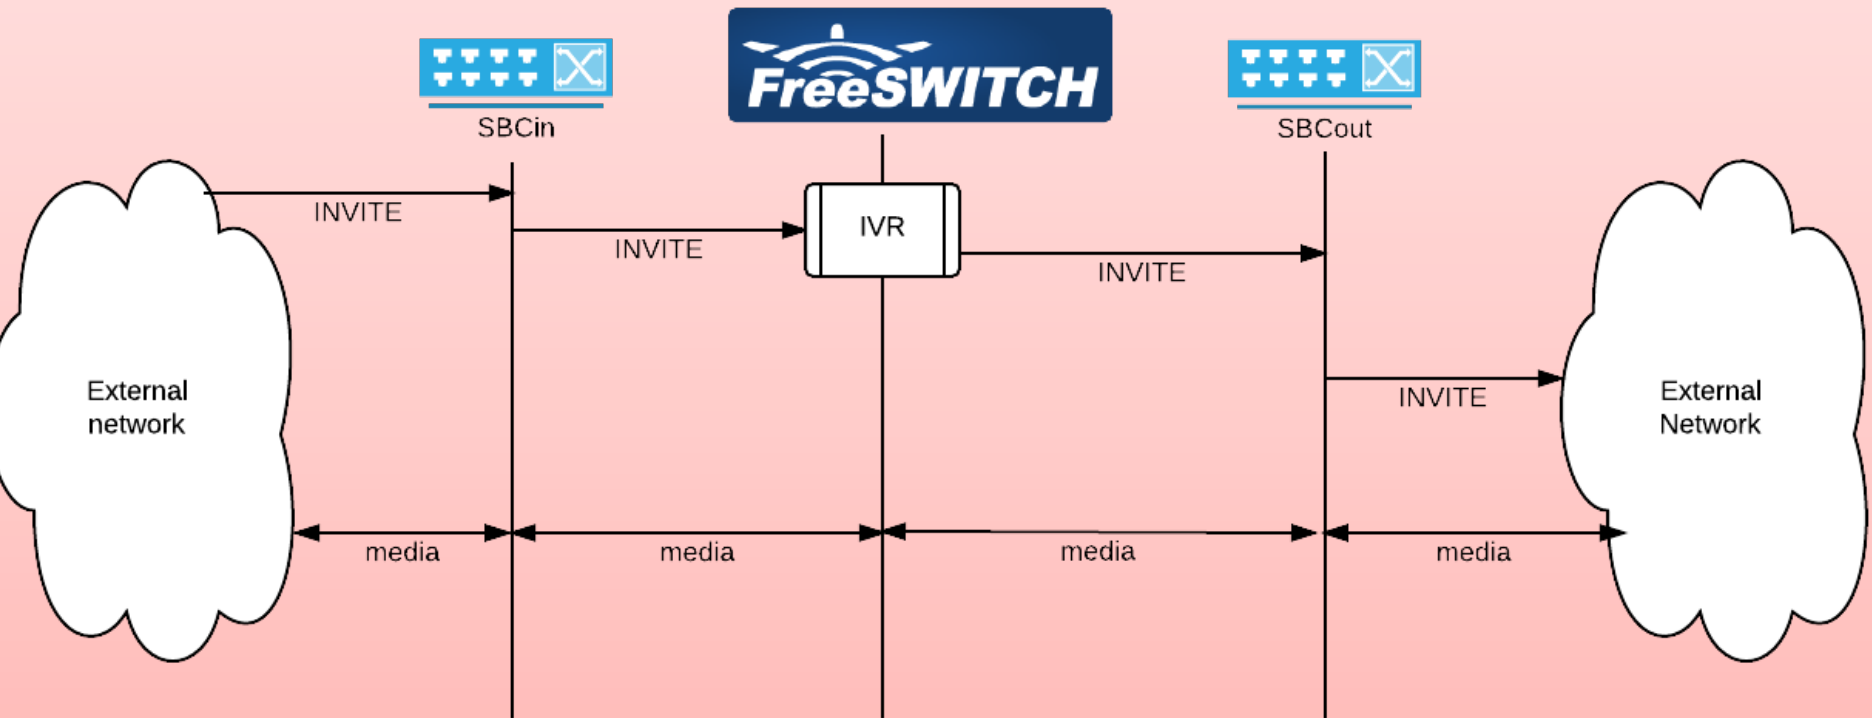 FreeSWITCH
SBCin
SBCout
INVITE
INVITE
IVR
INVITE
External
network
INVITE
External
Network
media
media
media
media